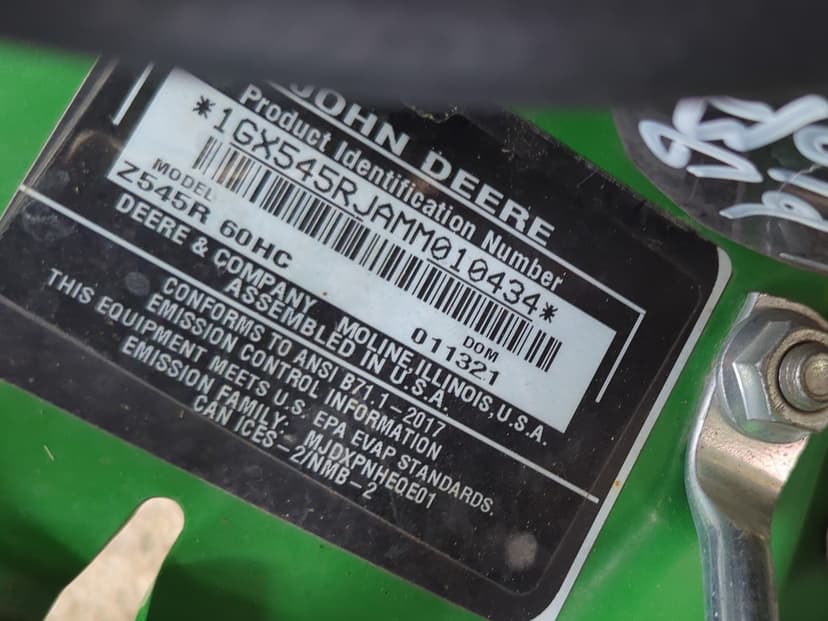 JOHN DEERE
Product Identification Number
*1GX545RJAMM010434*
MODEL DOM
Z545R 60HC 011321
DEERE & COMPANY MOLINE, ILLINOIS, U.S.A.
ASSEMBLED IN U.S.A.
CONFORMS TO ANSI B71.1-2017
EMISSION CONTROL INFORMATION
THIS EQUIPMENT MEETS U.S. EPA EVAP STANDARDS.
EMISSION FAMILY: MJDXPNHEQE01
CAN ICES-2/NMB-2